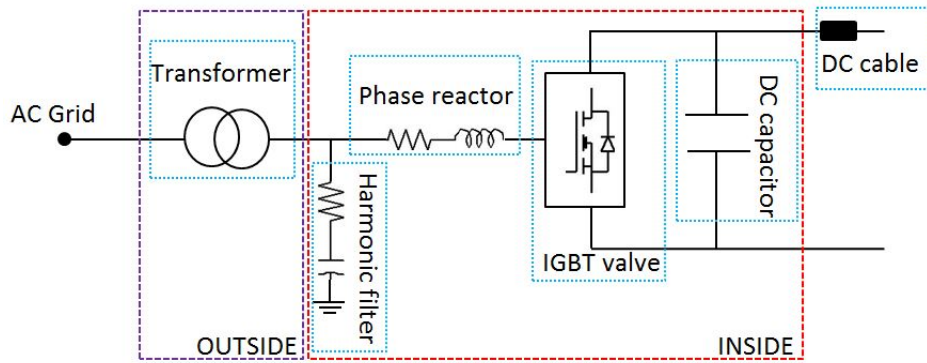 Transformer
AC Grid
Phase reactor
DC cable
DC capacitor
Harmonic filter
IGBT valve
OUTSIDE
INSIDE